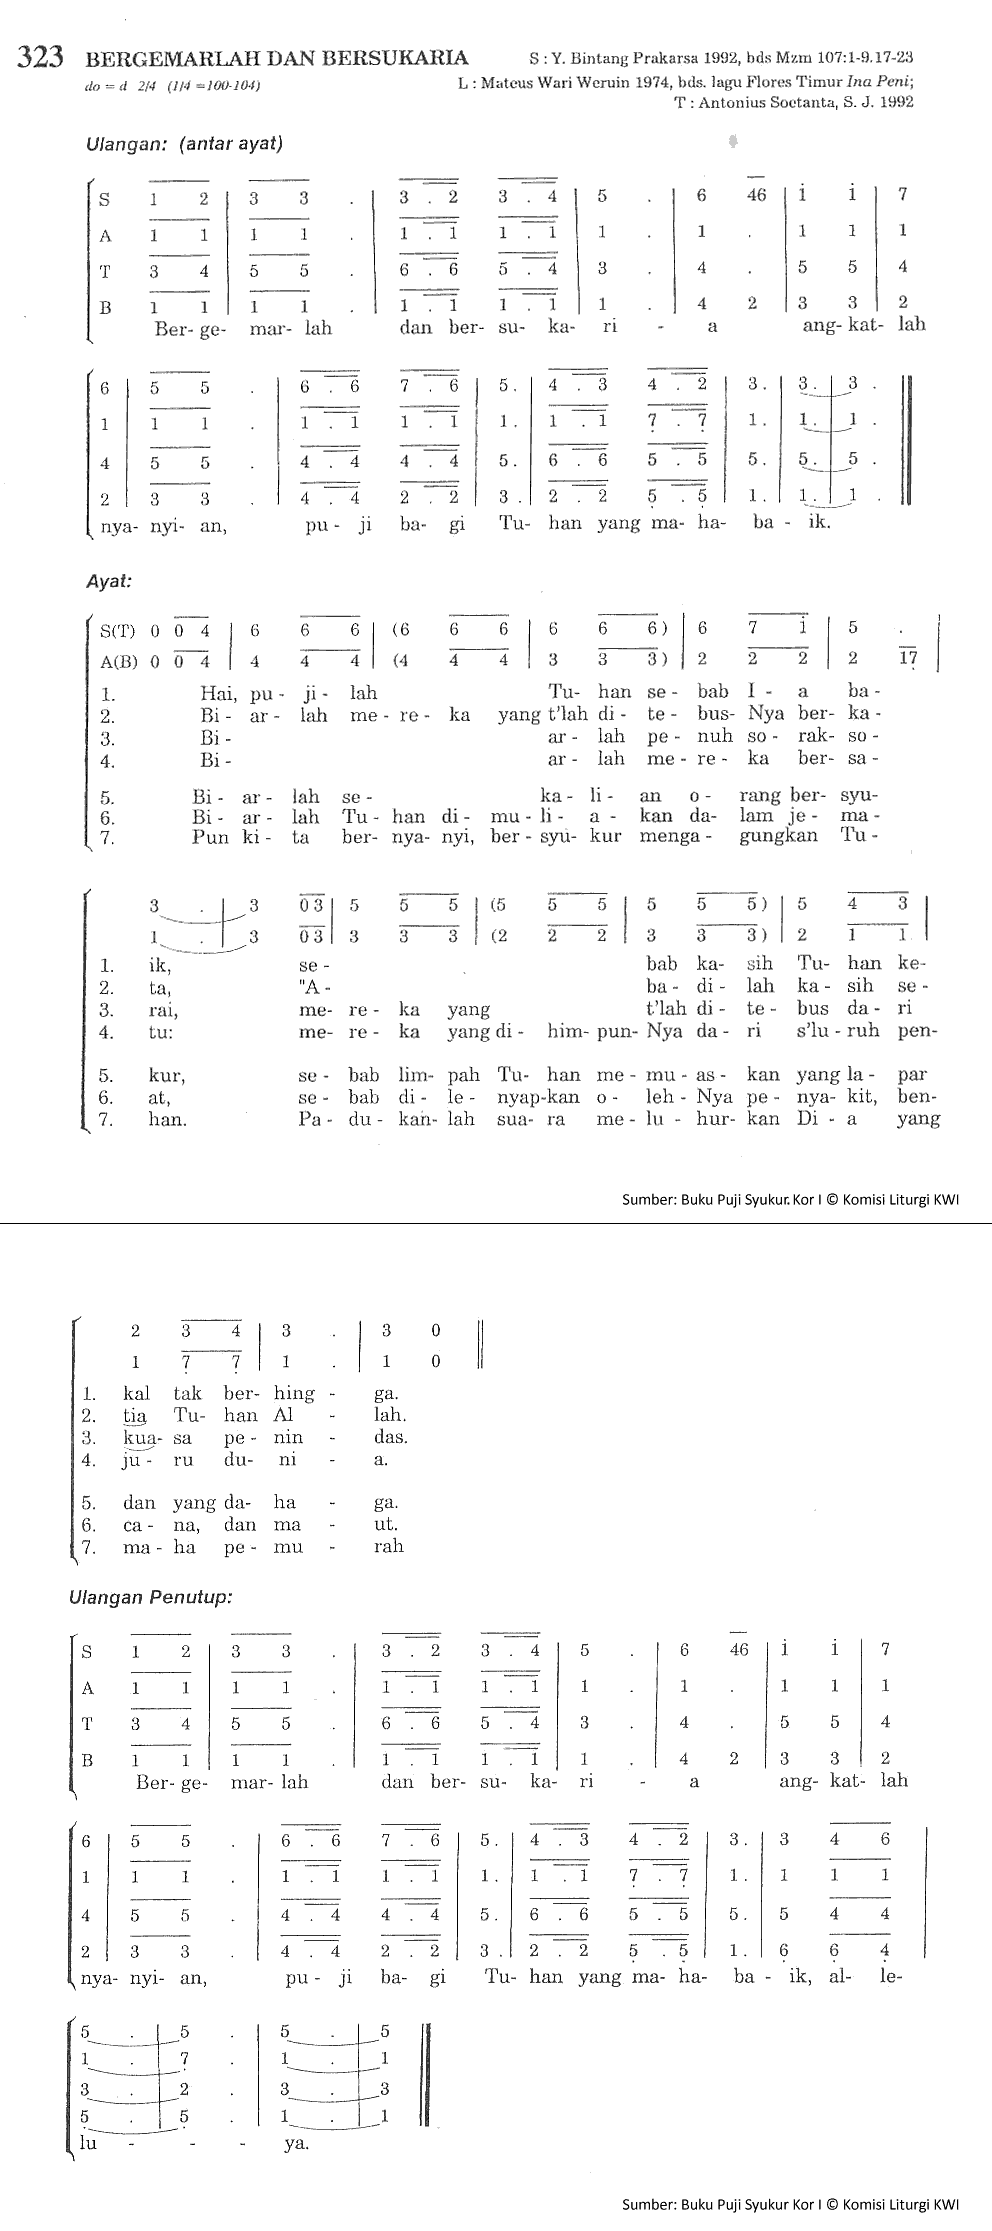 323 BERGEMARLAH DAN BERSUKARIA S : Y. Bintang Prakarsa 1992, bds Mzm 107:1-9.17-23
do = d 2/4 (1/4 =100-104) L : Mateus Wari Weruin 1974, bds. lagu Flores Timur Ina Peni;
T : Antonius Soetanta, S. J. 1992
Ulangan: (antar ayat)
S 1 2 | 3 3 . | 3 . 2 3 . 4 | 5 . | 6 46 | i i | 7
A 1 1 | 1 1 . | 1 . 1 1 . 1 | 1 . | 1 . | 1 1 | 1
T 3 4 | 5 5 . | 6 . 6 5 . 4 | 3 . | 4 . | 5 5 | 4
B 1 1 | 1 1 . | 1 . 1 1 . 1 | 1 . | 4 2 | 3 3 | 2
Ber- ge- mar- lah dan ber- su- ka- ri - a ang- kat- lah
6 | 5 5 . | 6 . 6 7 . 6 | 5. | 4 . 3 4 . 2 | 3. | 3. | 3 .
1 | 1 1 . | 1 . 1 1 . 1 | 1. | 1 . 1 7 . 7 | 1. | 1. | 1 .
4 | 5 5 . | 4 . 4 4 . 4 | 5. | 6 . 6 5 . 5 | 5. | 5. | 5 .
2 | 3 3 . | 4 . 4 2 . 2 | 3. | 2 . 2 5 . 5 | 1. | 1. | 1 .
nya- nyi- an, pu - ji ba- gi Tu- han yang ma- ha- ba - ik.
Ayat:
S(T) 0 0 4 | 6 6 6 | (6 6 6 | 6 6 6) | 6 7 i | 5 . |
A(B) 0 0 4 | 4 4 4 | (4 4 4 | 3 3 3) | 2 2 2 | 2 17 |
1. Hai, pu - ji - lah Tu- han se - bab I - a ba -
2. Bi - ar - lah me - re - ka yang t'lah di - te - bus- Nya ber- ka -
3. Bi - ar - lah pe - nuh so - rak- so -
4. Bi - ar - lah me - re - ka ber- sa -
5. Bi - ar - lah se - ka - li - an o - rang ber- syu-
6. Bi - ar - lah Tu - han di - mu - li - a - kan da- lam je - ma -
7. Pun ki - ta ber- nya- nyi, ber - syu- kur menga - gungkan Tu -
3 . | 3 0 3 | 5 5 5 | (5 5 5 | 5 5 5) | 5 4 3 |
1 . | 3 0 3 | 3 3 3 | (2 2 2 | 3 3 3) | 2 1 1 |
1. ik, se - bab ka- sih Tu- han ke-
2. ta, "A - ba - di - lah ka - sih se -
3. rai, me- re - ka yang t'lah di - te - bus da - ri
4. tu: me- re - ka yang di - him- pun- Nya da - ri s'lu - ruh pen-
5. kur, se - bab lim- pah Tu- han me - mu - as - kan yang la - par
6. at, se - bab di - le - nyap-kan o - leh - Nya pe - nya- kit, ben-
7. han. Pa - du - kan- lah sua- ra me - lu - hur- kan Di - a yang
Sumber: Buku Puji Syukur Kor I © Komisi Liturgi KWI
2 3 4 | 3 . | 3 0 ||
1 7 7 | 1 . | 1 0 ||
1. kal tak ber- hing - ga.
2. tia Tu- han Al - lah.
3. kua- sa pe - nin - das.
4. ju - ru du- ni - a.
5. dan yang da- ha - ga.
6. ca - na, dan ma - ut.
7. ma - ha pe - mu - rah
Ulangan Penutup:
S 1 2 | 3 3 . | 3 . 2 3 . 4 | 5 . | 6 46 | i i | 7
A 1 1 | 1 1 . | 1 . 1 1 . 1 | 1 . | 1 . | 1 1 | 1
T 3 4 | 5 5 . | 6 . 6 5 . 4 | 3 . | 4 . | 5 5 | 4
B 1 1 | 1 1 . | 1 . 1 1 . 1 | 1 . | 4 2 | 3 3 | 2
Ber- ge- mar- lah dan ber- su- ka- ri - a ang- kat- lah
6 | 5 5 . | 6 . 6 7 . 6 | 5. | 4 . 3 4 . 2 | 3. | 3 4 6 |
1 | 1 1 . | 1 . 1 1 . 1 | 1. | 1 . 1 7 . 7 | 1. | 1 1 1 |
4 | 5 5 . | 4 . 4 4 . 4 | 5. | 6 . 6 5 . 5 | 5. | 5 4 4 |
2 | 3 3 . | 4 . 4 2 . 2 | 3. | 2 . 2 5 . 5 | 1. | 6 6 4 |
nya- nyi- an, pu - ji ba- gi Tu- han yang ma- ha- ba - ik, al- le-
5 . | 5 . | 5 . | 5
1 . | 7 . | 1 . | 1
3 . | 2 . | 3 . | 3
5 . | 5 . | 1 . | 1
lu - - - ya.
Sumber: Buku Puji Syukur Kor I © Komisi Liturgi KWI